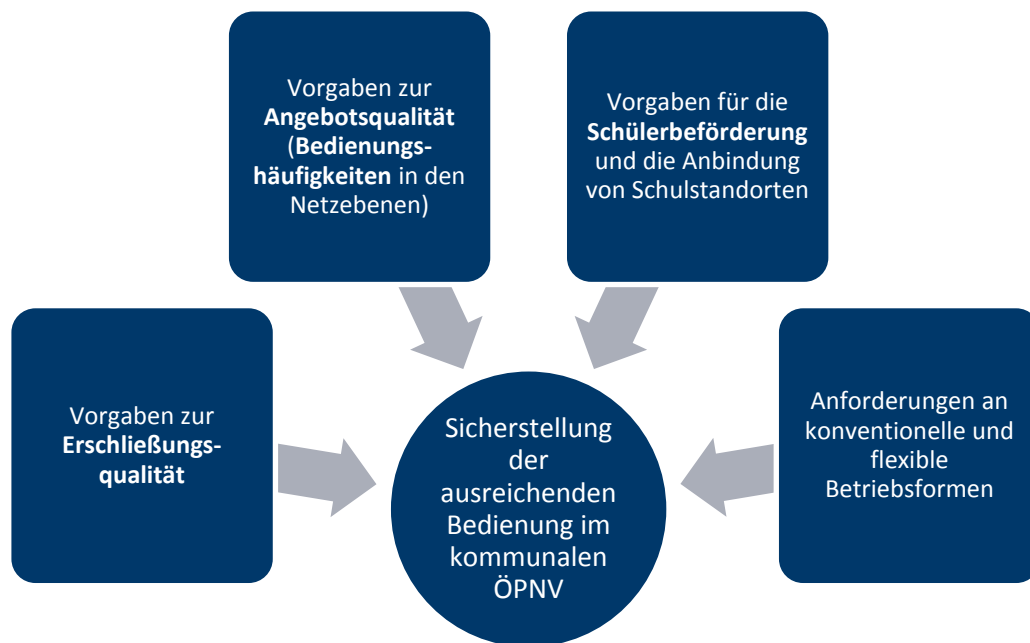 Vorgaben zur
Angebotsqualität
(Bedienungs-
häufigkeiten in den
Netzebenen)
Vorgaben für die
Schülerbeförderung
und die Anbindung
von Schulstandorten
Vorgaben zur
Erschließungs-
qualität
Anforderungen an
konventionelle und
flexible
Betriebsformen
Sicherstellung
der
ausreichenden
Bedienung im
kommunalen
ÖPNV